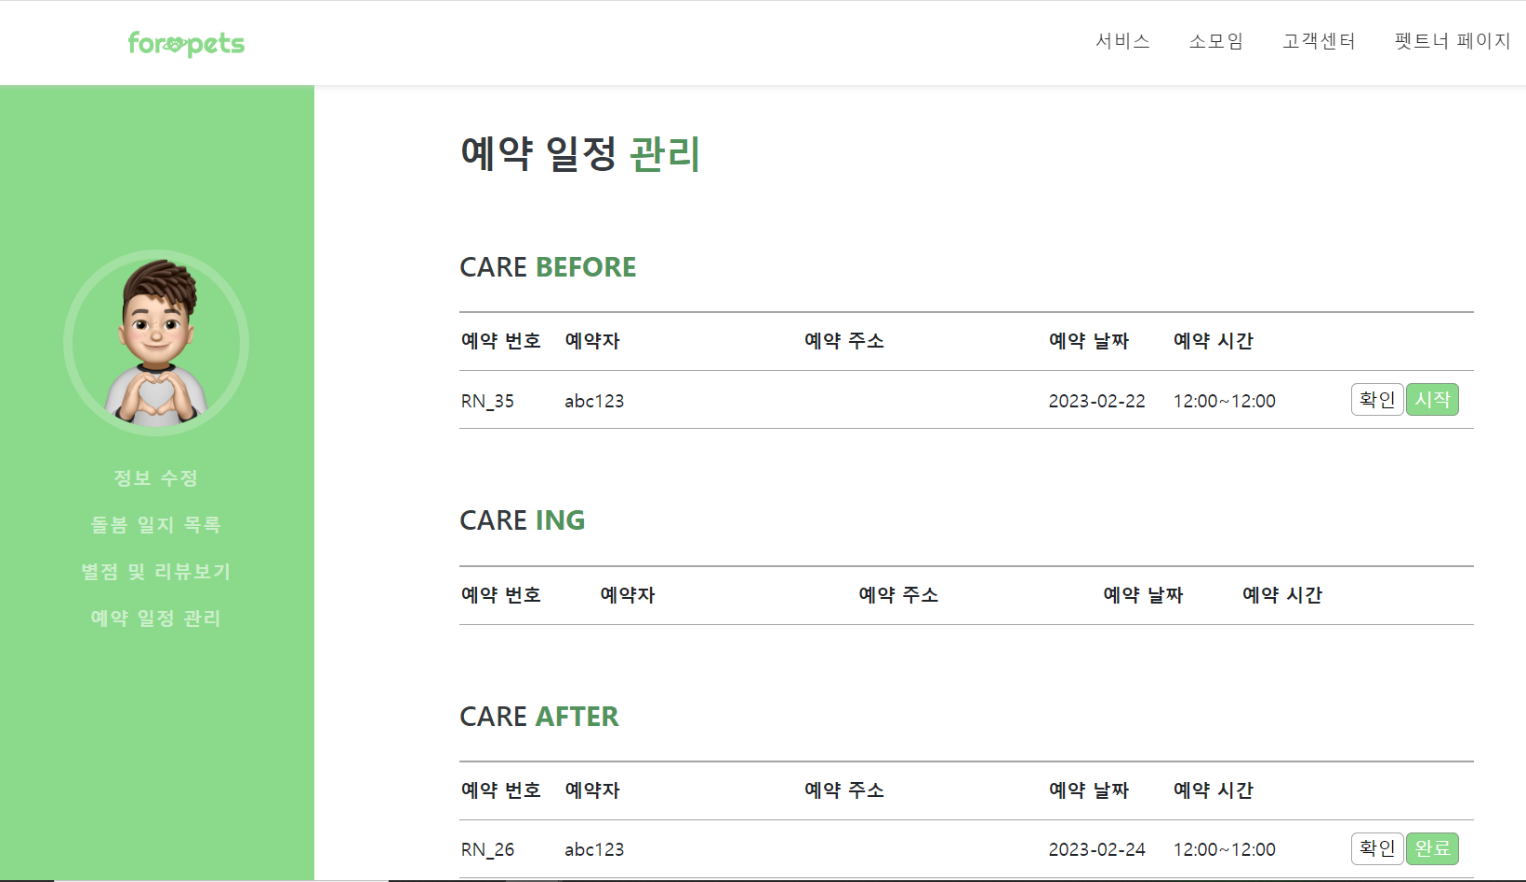 for pets
서비스 소모임 고객센터 펫트너 페이지
정보 수정
돌봄 일지 목록
별점 및 리뷰보기
예약 일정 관리
예약 일정 관리
CARE BEFORE
예약 번호 예약자 예약 주소 예약 날짜 예약 시간
RN_35 abc123 2023-02-22 12:00~12:00 확인 시작
CARE ING
예약 번호 예약자 예약 주소 예약 날짜 예약 시간
CARE AFTER
예약 번호 예약자 예약 주소 예약 날짜 예약 시간
RN_26 abc123 2023-02-24 12:00~12:00 확인 완료